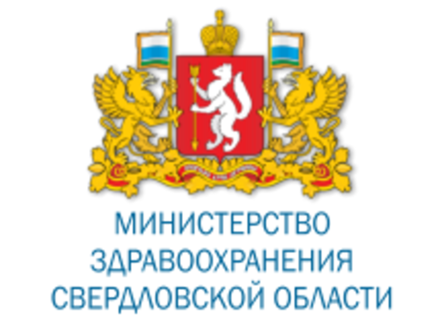 МИНИСТЕРСТВО
ЗДРАВООХРАНЕНИЯ
СВЕРДЛОВСКОЙ ОБЛАСТИ